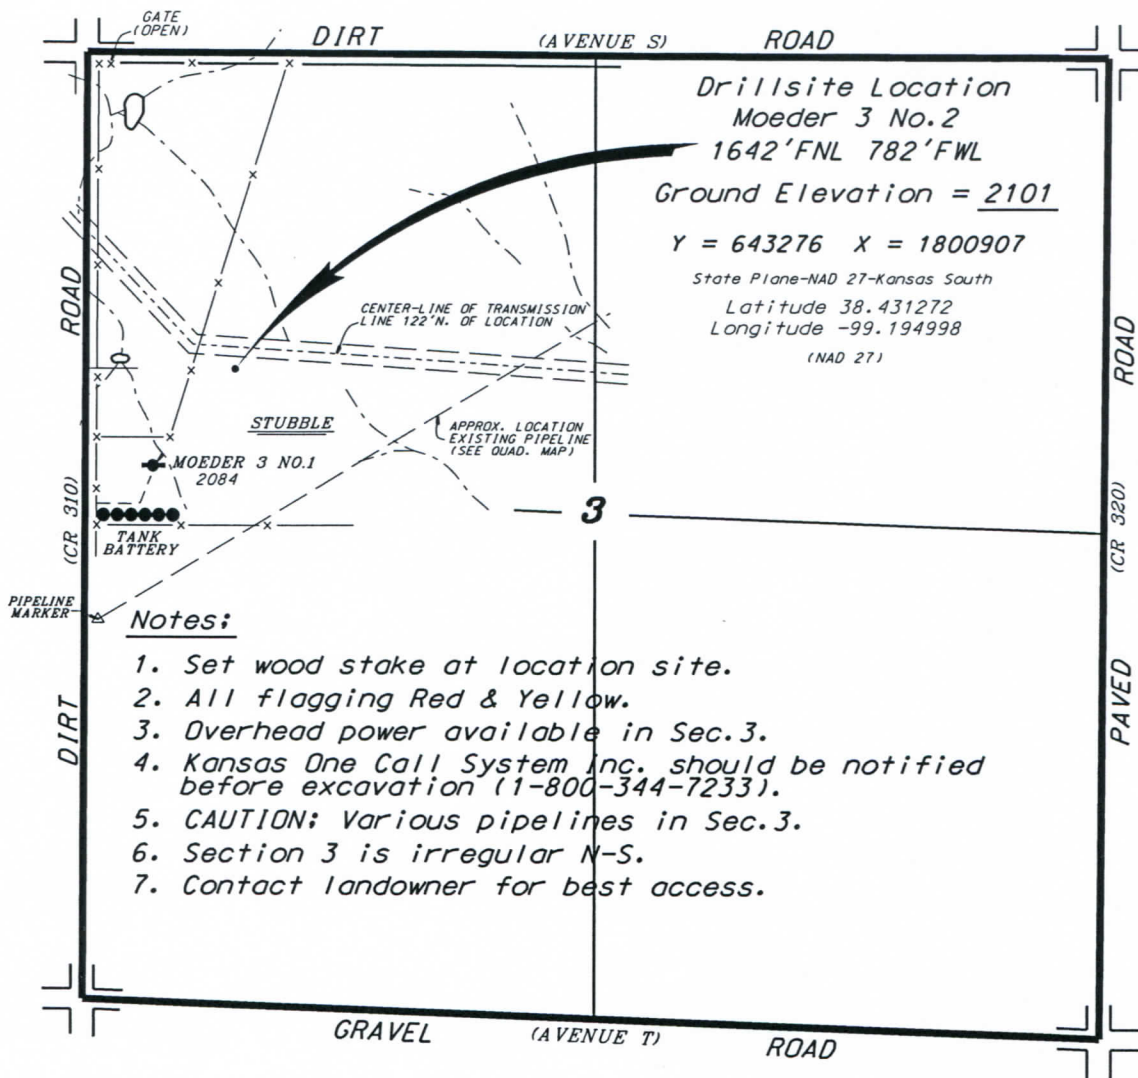 GATE
(OPEN)
DIRT (AVENUE S) ROAD
Drillsite Location
Moeder 3 No.2
1642'FNL 782'FWL
Ground Elevation = 2101
Y = 643276 X = 1800907
State Plane-NAD 27-Kansas South
Latitude 38.431272
Longitude -99.194998
(NAD 27)
CENTER-LINE OF TRANSMISSION
LINE 122'N. OF LOCATION
STUBBLE
APPROX. LOCATION
EXISTING PIPELINE
(SEE QUAD. MAP)
MOEDER 3 NO.1
2084
TANK
BATTERY
3
PIPELINE
MARKER
DIRT (CR 310) ROAD
PAVED (CR 320) ROAD
Notes:
1. Set wood stake at location site.
2. All flagging Red & Yellow.
3. Overhead power available in Sec.3.
4. Kansas One Call System inc. should be notified
before excavation (1-800-344-7233).
5. CAUTION: Various pipelines in Sec.3.
6. Section 3 is irregular N-S.
7. Contact landowner for best access.
GRAVEL (AVENUE T) ROAD